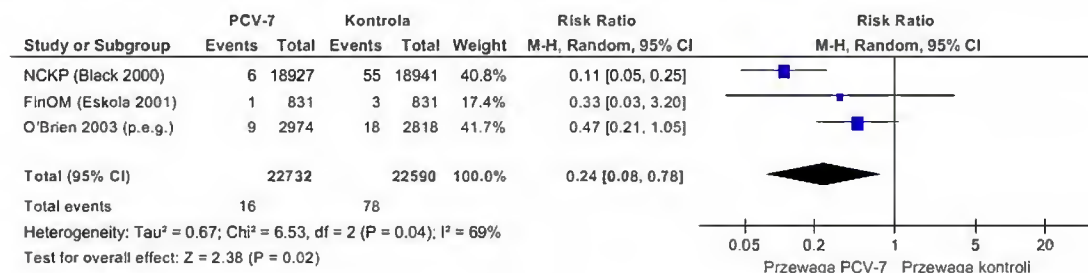 PCV-7 Kontrola Risk Ratio Risk Ratio
Study or Subgroup Events Total Events Total Weight M-H, Random, 95% CI M-H, Random, 95% CI
NCKP (Black 2000) 6 18927 55 18941 40.8% 0.11 [0.05, 0.25]
FinOM (Eskola 2001) 1 831 3 831 17.4% 0.33 [0.03, 3.20]
O'Brien 2003 (p.e.g.) 9 2974 18 2818 41.7% 0.47 [0.21, 1.05]
Total (95% CI) 22732 22590 100.0% 0.24 [0.08, 0.78]
Total events 16 78
Heterogeneity: Tau² = 0.67; Chi² = 6.53, df = 2 (P = 0.04); I² = 69%
Test for overall effect: Z = 2.38 (P = 0.02)
0.05 0.2 1 5 20
Przewaga PCV-7 Przewaga kontroli